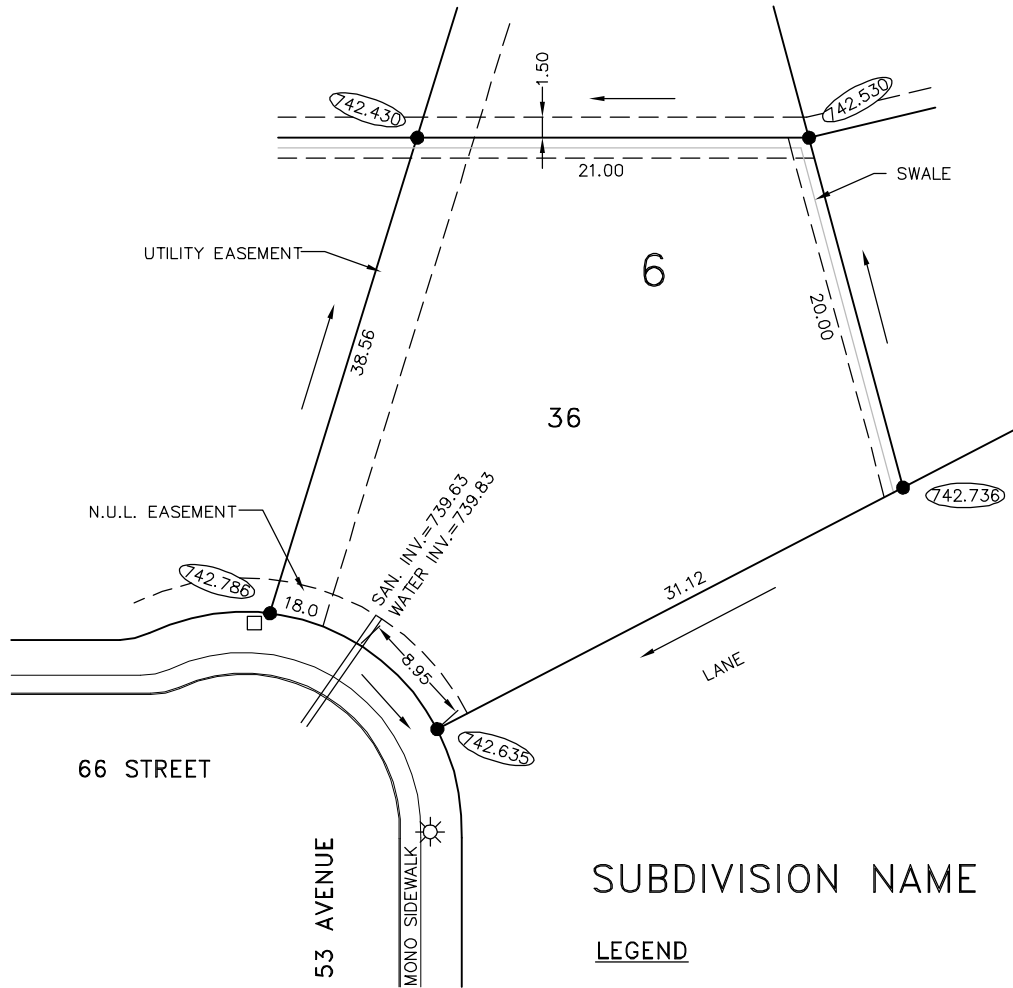 1.50
742.430
742.530
21.00
SWALE
UTILITY EASEMENT
6
20.00
38.56
36
SAN. INV.=739.63
WATER INV.=739.83
742.736
N.U.L. EASEMENT
742.786
18.0
31.12
8.95
LANE
742.635
66 STREET
53 AVENUE
MONO SIDEWALK
SUBDIVISION NAME
LEGEND